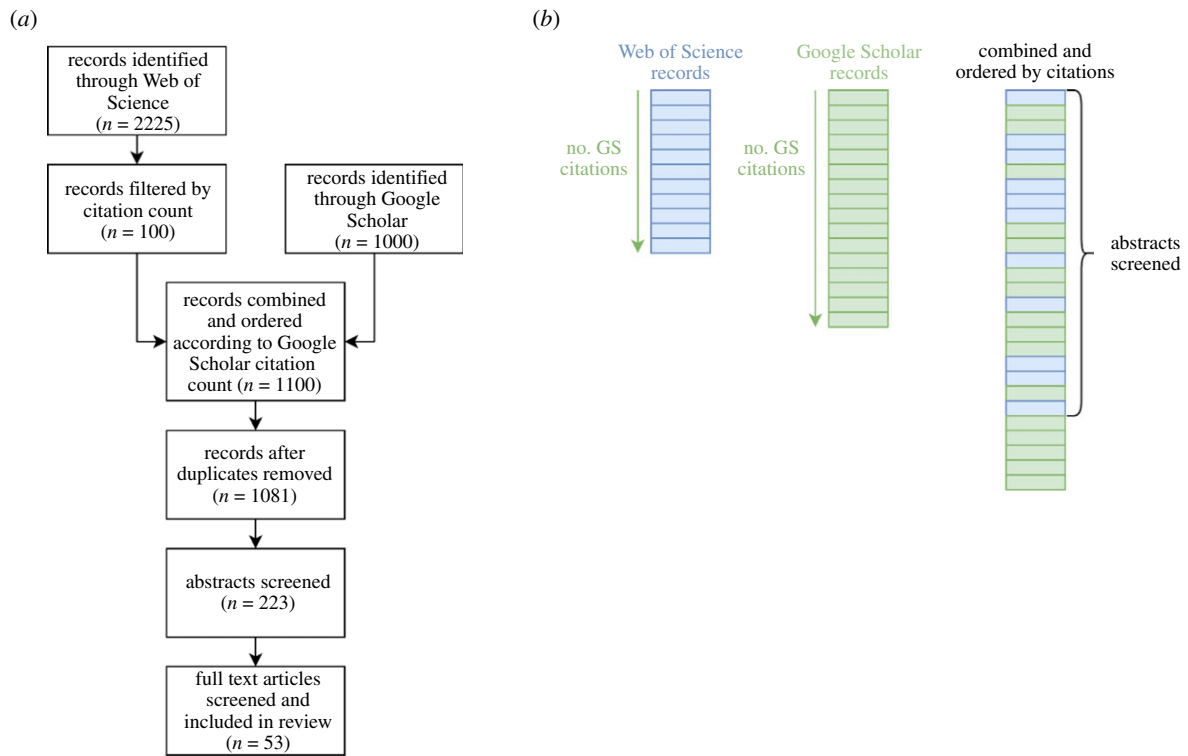 (a)
records identified
through Web of
Science
(n = 2225)
records filtered by
citation count
(n = 100)
records identified
through Google
Scholar
(n = 1000)
records combined
and ordered
according to Google
Scholar citation
count (n = 1100)
records after
duplicates removed
(n = 1081)
abstracts screened
(n = 223)
full text articles
screened and
included in review
(n = 53)
(b)
Web of Science
records
no. GS
citations
Google Scholar
records
no. GS
citations
combined and
ordered by citations
abstracts
screened